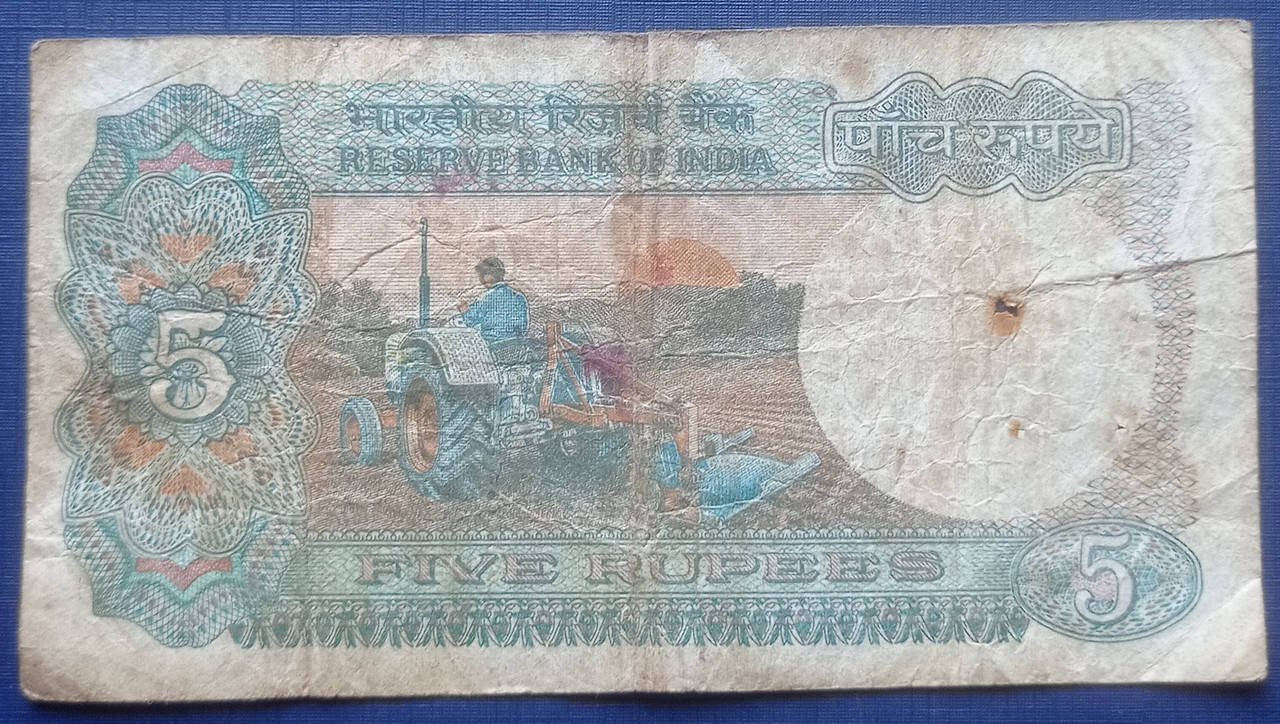 भारतीय रिज़र्व बैंक
RESERVE BANK OF INDIA
पाँच रुपये
5
FIVE RUPEES
5